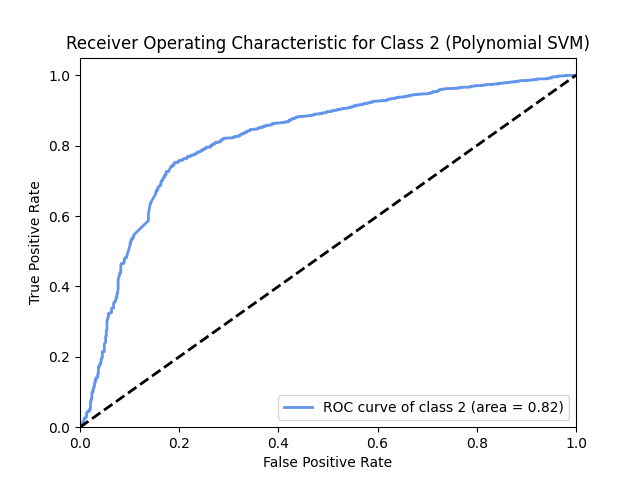 Receiver Operating Characteristic for Class 2 (Polynomial SVM)
1.0
0.8
0.6
0.4
0.2
0.0
True Positive Rate
ROC curve of class 2 (area = 0.82)
0.0 0.2 0.4 0.6 0.8 1.0
False Positive Rate